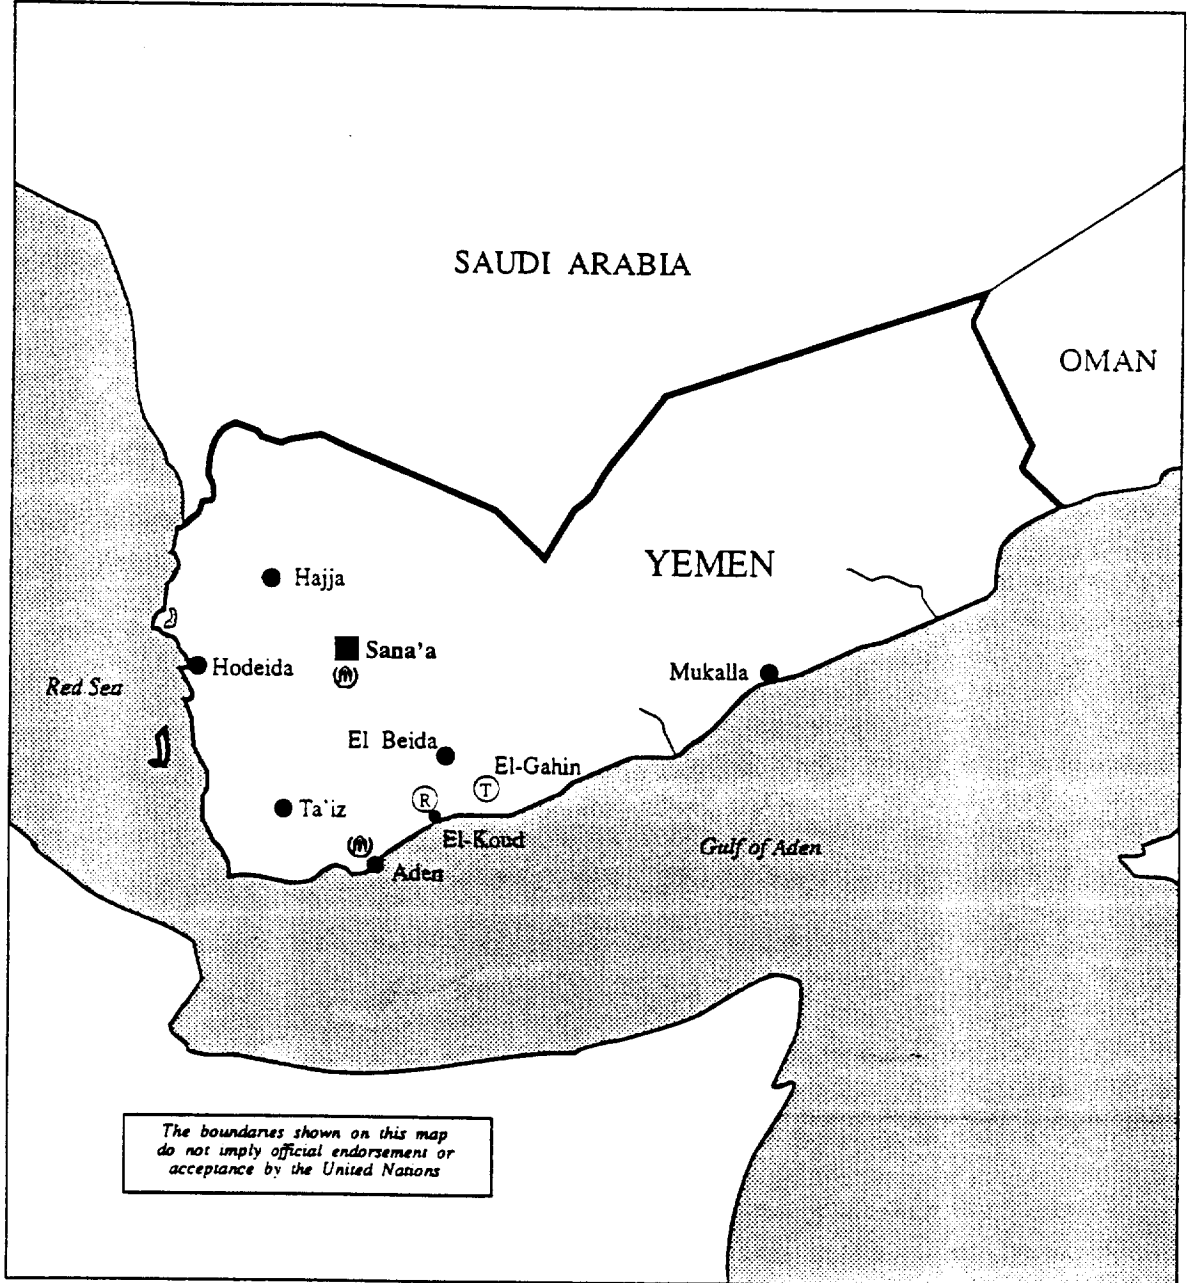 SAUDI ARABIA
OMAN
YEMEN
Hajja
Sana'a
Hodeida
Mukalla
Red Sea
El Beida
El-Gahin
T
R
Ta`iz
El-Koud
Gulf of Aden
Aden
The boundaries shown on this map
do not imply official endorsement or
acceptance by the United Nations